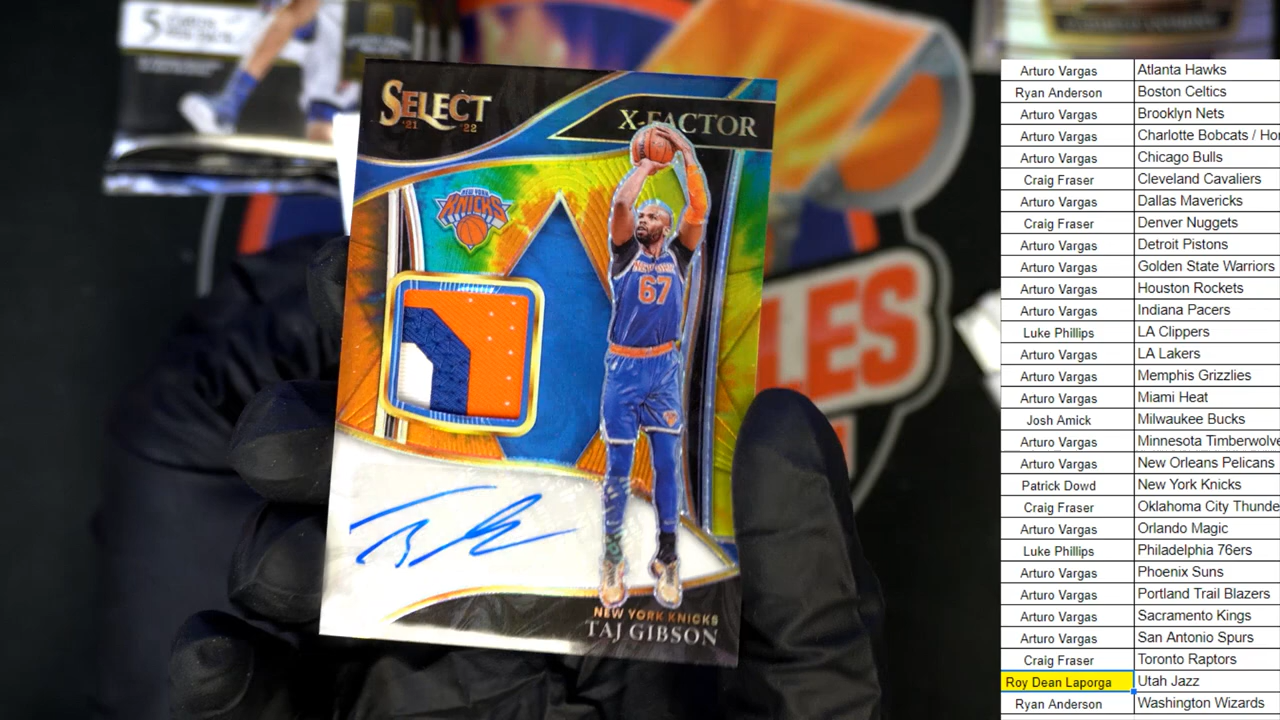 5
SELECT
21 22
X-FACTOR
NEW YORK
KNICKS
NEW YORK
67
NEW YORK KNICKS
TAJ GIBSON
LES
Arturo Vargas Atlanta Hawks
Ryan Anderson Boston Celtics
Arturo Vargas Brooklyn Nets
Arturo Vargas Charlotte Bobcats / Ho
Arturo Vargas Chicago Bulls
Craig Fraser Cleveland Cavaliers
Arturo Vargas Dallas Mavericks
Craig Fraser Denver Nuggets
Arturo Vargas Detroit Pistons
Arturo Vargas Golden State Warriors
Arturo Vargas Houston Rockets
Arturo Vargas Indiana Pacers
Luke Phillips LA Clippers
Arturo Vargas LA Lakers
Arturo Vargas Memphis Grizzlies
Arturo Vargas Miami Heat
Josh Amick Milwaukee Bucks
Arturo Vargas Minnesota Timberwolve
Arturo Vargas New Orleans Pelicans
Patrick Dowd New York Knicks
Craig Fraser Oklahoma City Thunde
Arturo Vargas Orlando Magic
Luke Phillips Philadelphia 76ers
Arturo Vargas Phoenix Suns
Arturo Vargas Portland Trail Blazers
Arturo Vargas Sacramento Kings
Arturo Vargas San Antonio Spurs
Craig Fraser Toronto Raptors
Roy Dean Laporga Utah Jazz
Ryan Anderson Washington Wizards